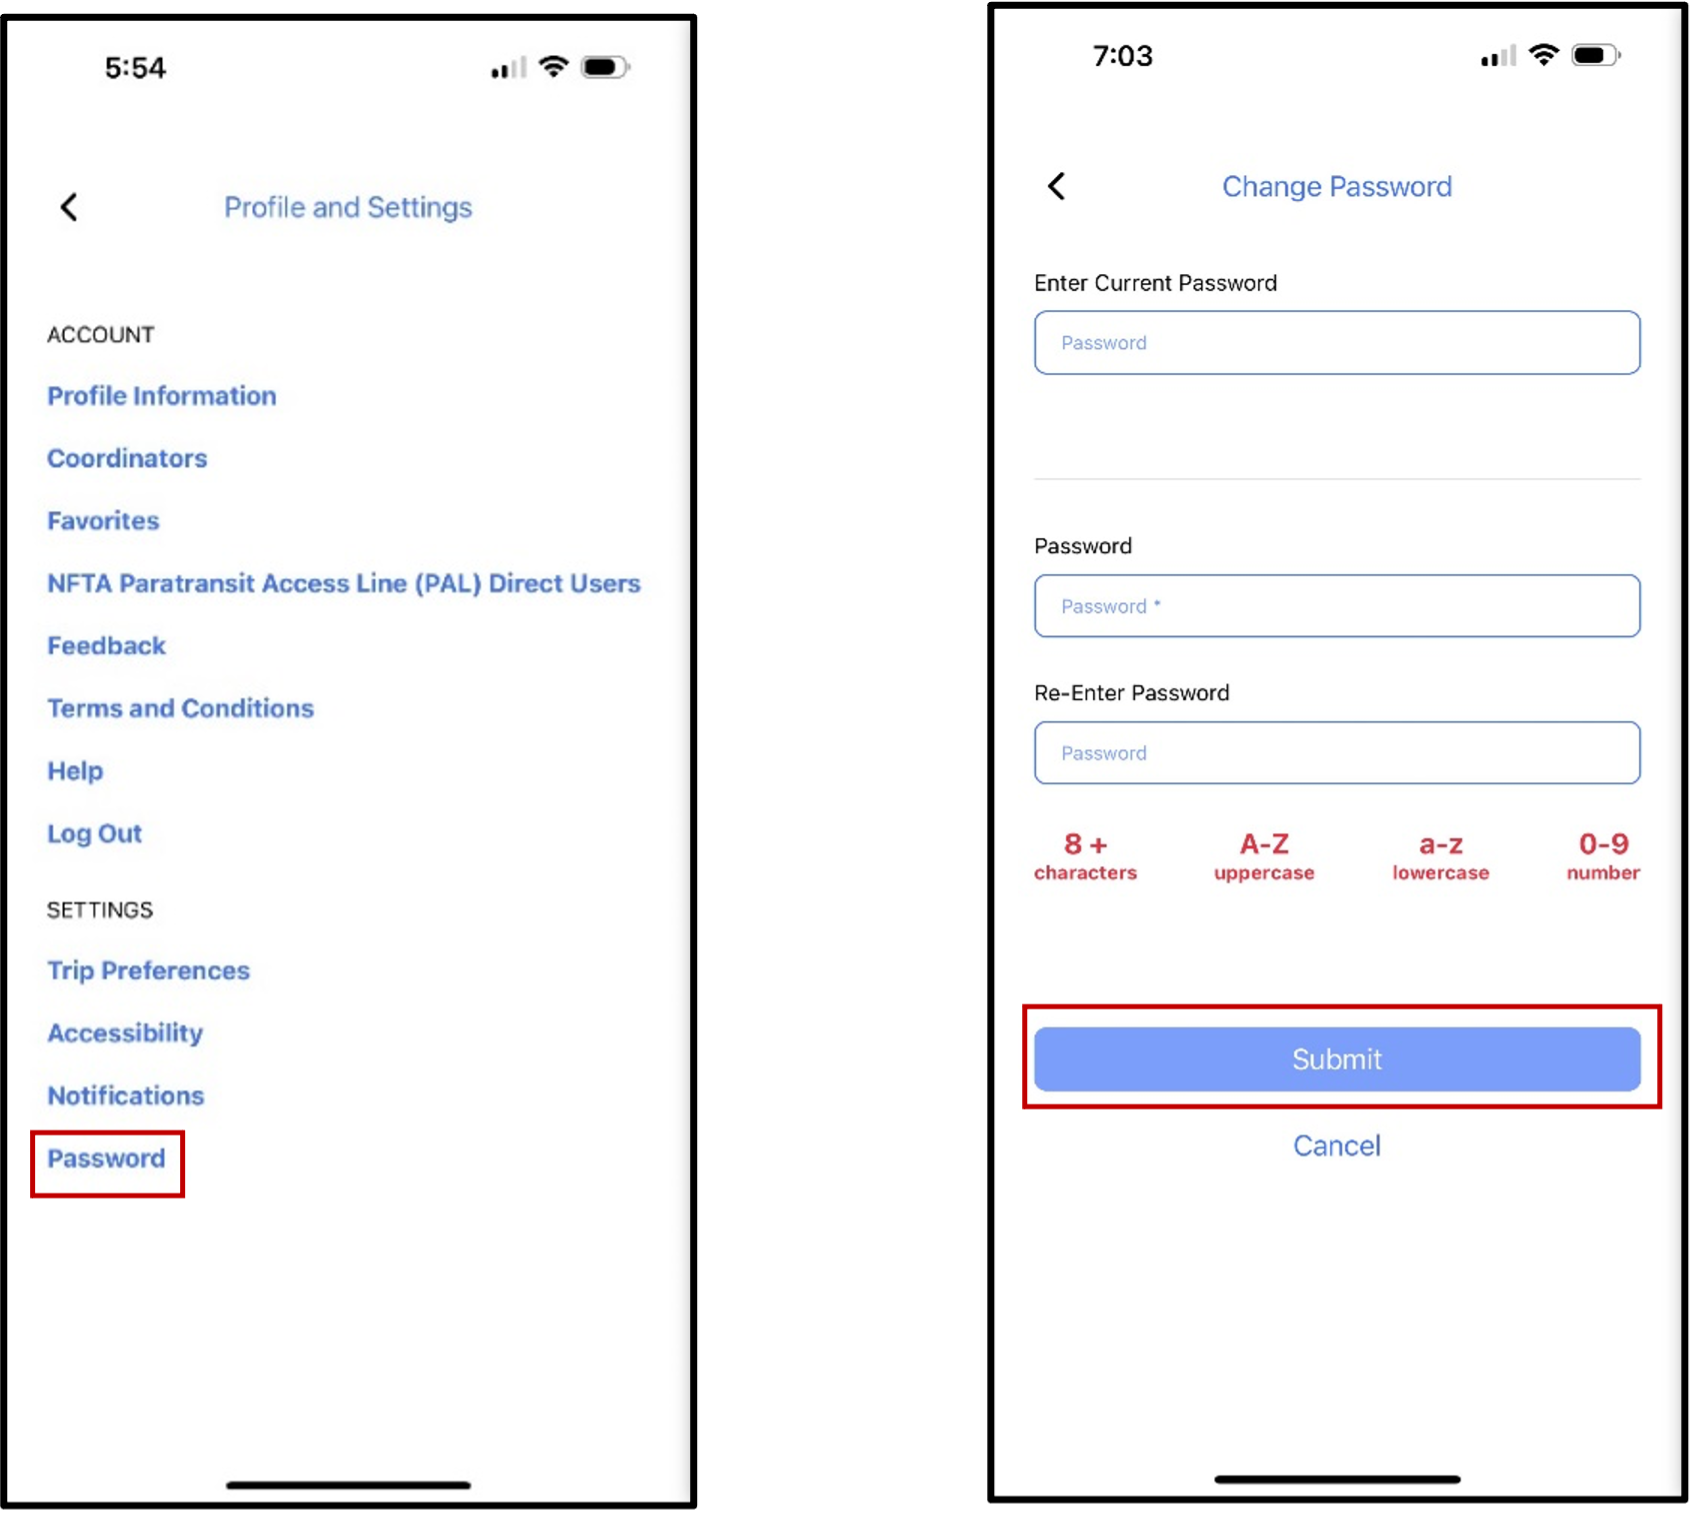 5:54
Profile and Settings
ACCOUNT
Profile Information
Coordinators
Favorites
NFTA Paratransit Access Line (PAL) Direct Users
Feedback
Terms and Conditions
Help
Log Out
SETTINGS
Trip Preferences
Accessibility
Notifications
Password
7:03
Change Password
Enter Current Password
Password
Password
Password *
Re-Enter Password
Password
8 + A-Z a-z 0-9
characters uppercase lowercase number
Submit
Cancel